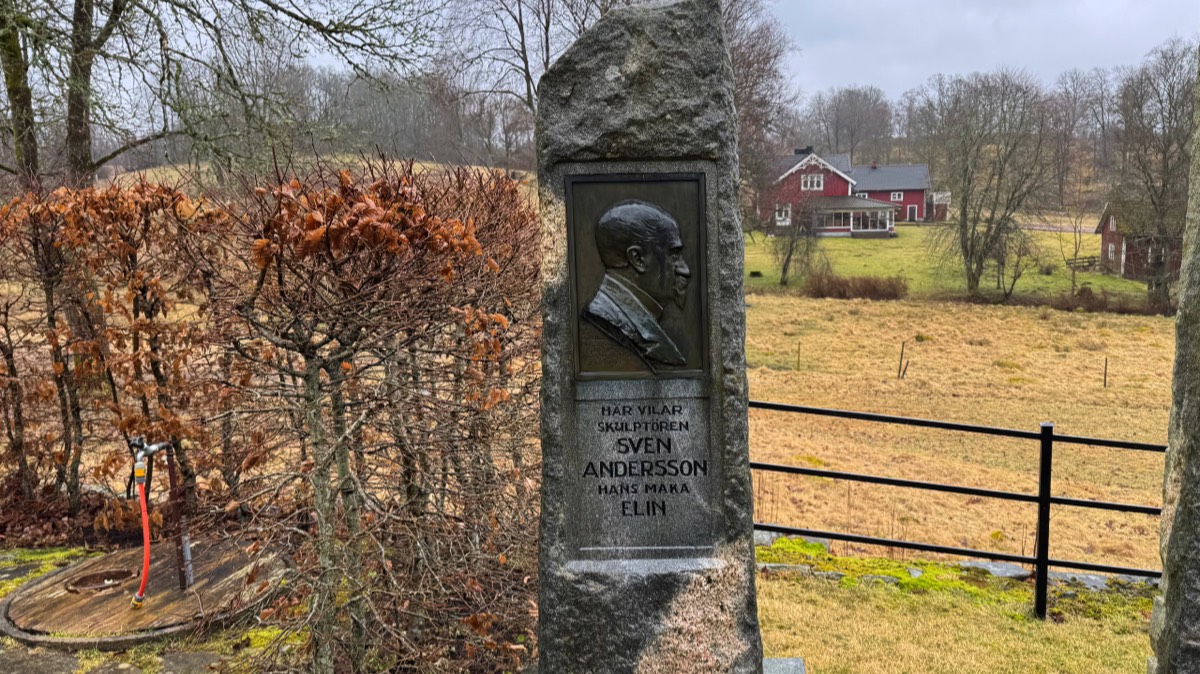 HÄR VILAR
SKULPTÖREN
SVEN
ANDERSSON
HANS MAKA
ELIN